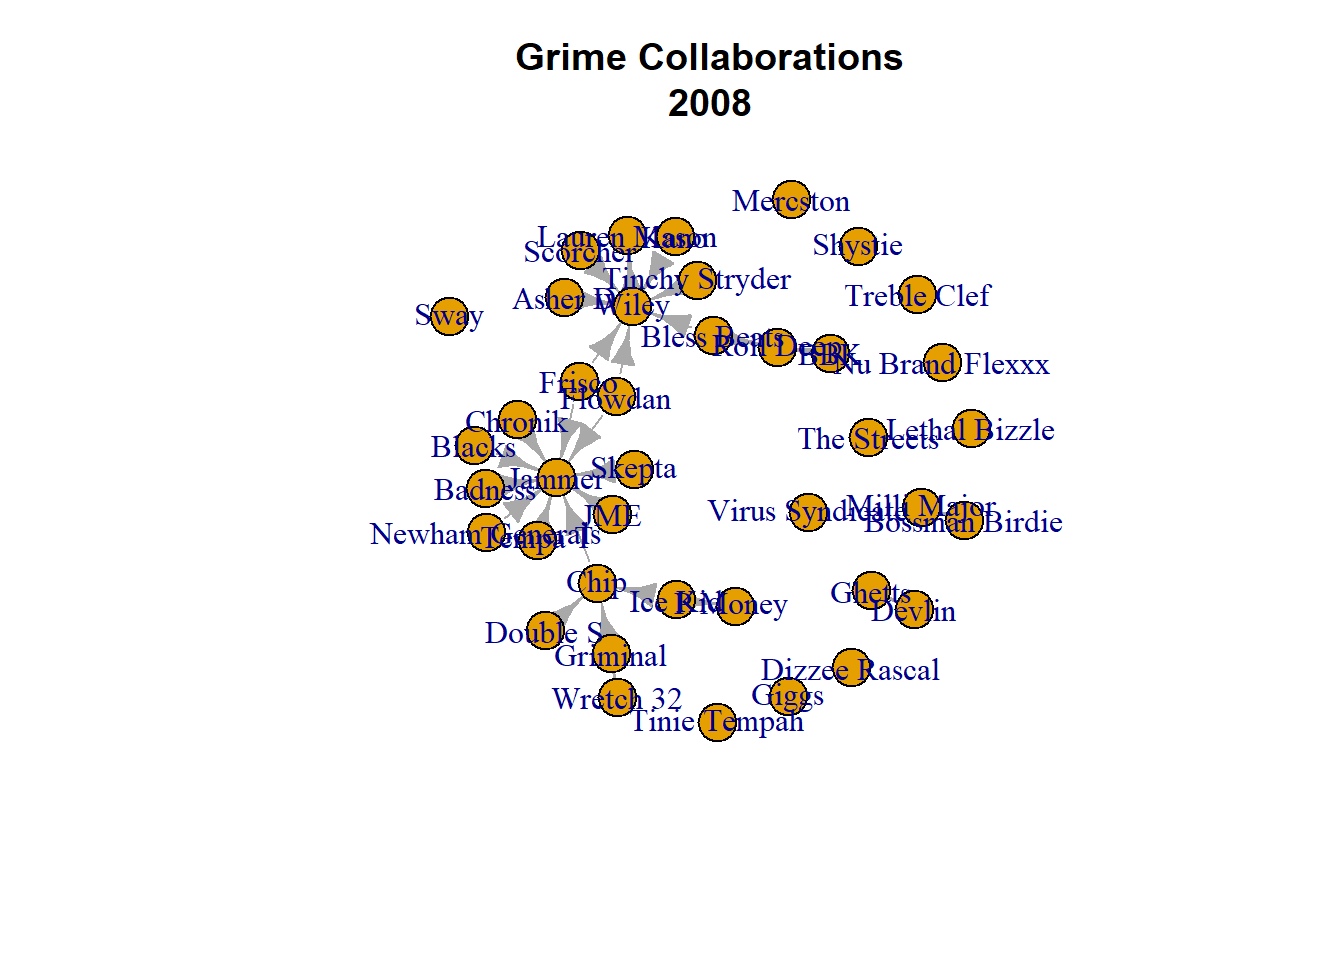 Grime Collaborations
2008
Mercston
Lauren Mason
Kano
Shystie
Scorcher
Tinchy Stryder
Treble Clef
Asher D
Wiley
Sway
Bless Beats
Roll Deep
BBK
Nu Brand Flexxx
Frisco
Flowdan
Chronik
Lethal Bizzle
The Streets
Blacks
Skepta
Jammer
Badness
Milli Major
Virus Syndicate
JME
Bossman Birdie
Newham Generals
Tempa T
Chip
Ghetts
Ice Kid
Devlin
Double S
Griminal
Dizzee Rascal
Giggs
Wretch 32
Tinie Tempah